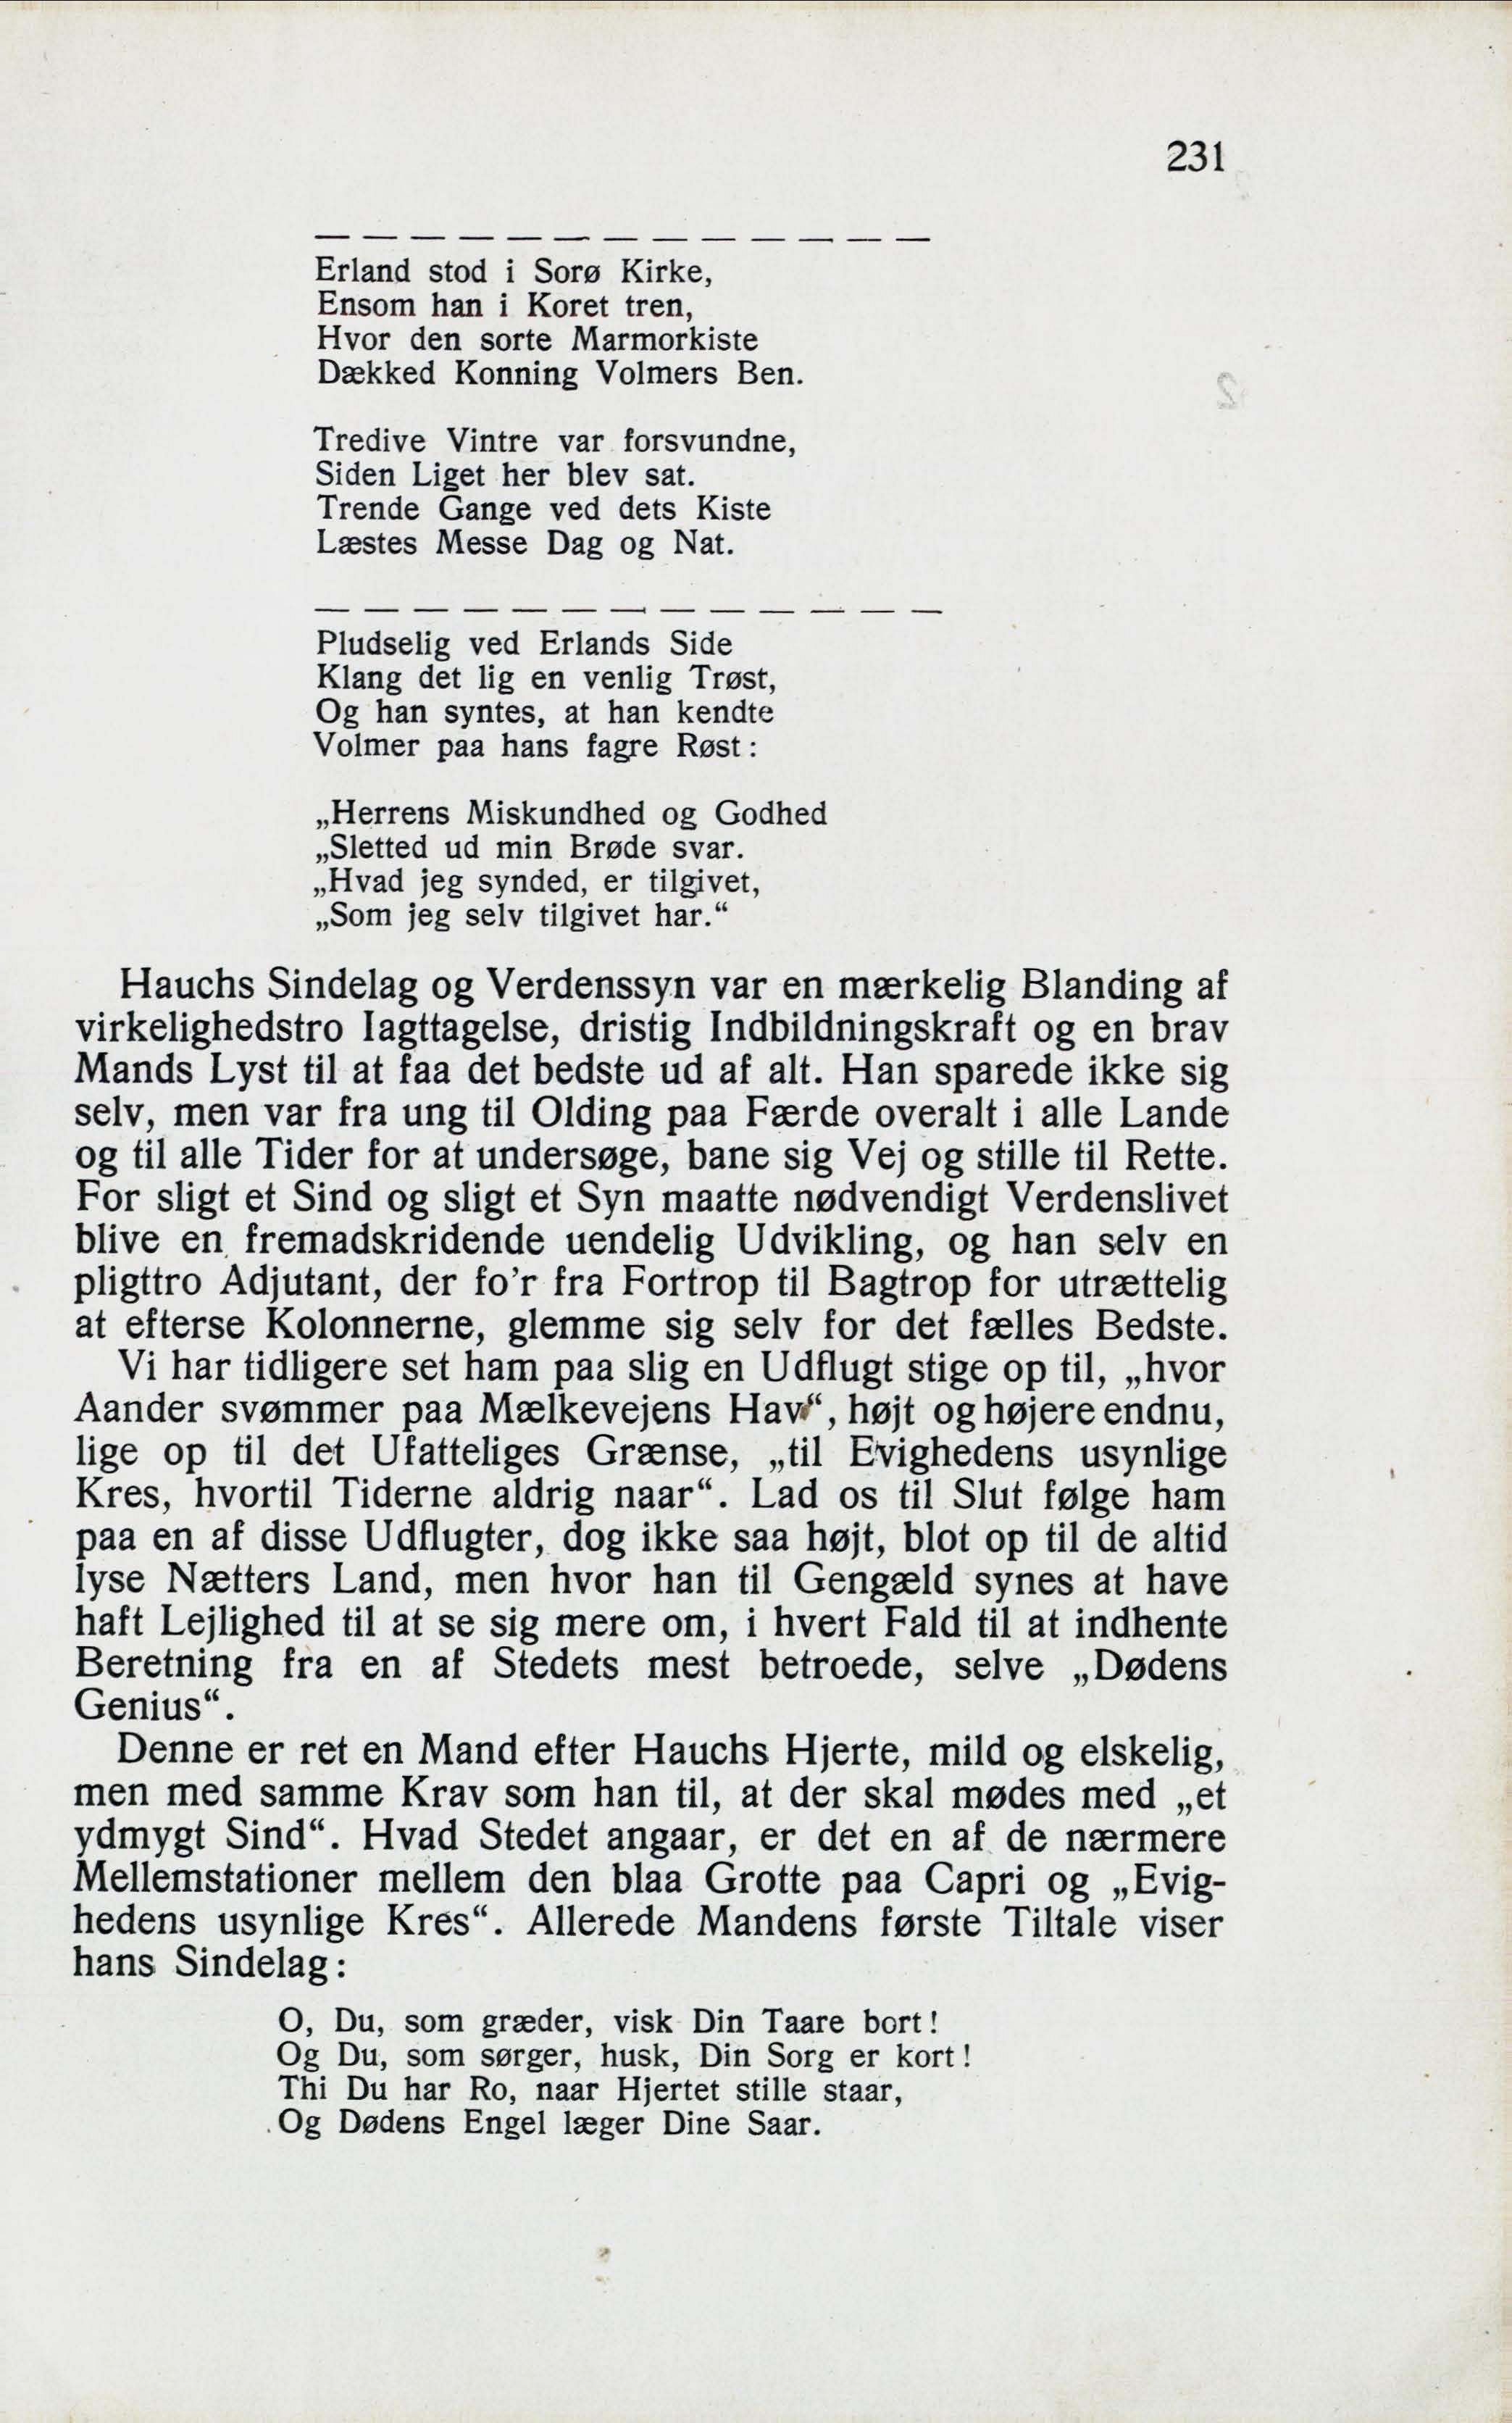 231
— — — — — — — — — — — — —
Erland stod i Sorø Kirke,
Ensom han i Koret tren,
Hvor den sorte Marmorkiste
Dækked Konning Volmers Ben.
Tredive Vintre var forsvundne,
Siden Liget her blev sat.
Trende Gange ved dets Kiste
Læstes Messe Dag og Nat.
— — — — — — — — — — — — —
Pludselig ved Erlands Side
Klang det lig en venlig Trøst,
Og han syntes, at han kendte
Volmer paa hans fagre Røst:
„Herrens Miskundhed og Godhed
„Sletted ud min Brøde svar.
„Hvad jeg synded, er tilgivet,
„Som jeg selv tilgivet har.“
Hauchs Sindelag og Verdenssyn var en mærkelig Blanding af
virkelighedstro Iagttagelse, dristig Indbildningskraft og en brav
Mands Lyst til at faa det bedste ud af alt. Han sparede ikke sig
selv, men var fra ung til Olding paa Færde overalt i alle Lande
og til alle Tider for at undersøge, bane sig Vej og stille til Rette.
For sligt et Sind og sligt et Syn maatte nødvendigt Verdenslivet
blive en fremadskridende uendelig Udvikling, og han selv en
pligttro Adjutant, der fo'r fra Fortrop til Bagtrop for utrættelig
at efterse Kolonnerne, glemme sig selv for det fælles Bedste.
Vi har tidligere set ham paa slig en Udflugt stige op til, „hvor
Aander svømmer paa Mælkevejens Hav“, højt og højere endnu,
lige op til det Ufatteliges Grænse, „til Evighedens usynlige
Kres, hvortil Tiderne aldrig naar“. Lad os til Slut følge ham
paa en af disse Udflugter, dog ikke saa højt, blot op til de altid
lyse Nætters Land, men hvor han til Gengæld synes at have
haft Lejlighed til at se sig mere om, i hvert Fald til at indhente
Beretning fra en af Stedets mest betroede, selve „Dødens
Genius“.
Denne er ret en Mand efter Hauchs Hjerte, mild og elskelig,
men med samme Krav som han til, at der skal mødes med „et
ydmygt Sind“. Hvad Stedet angaar, er det en af de nærmere
Mellemstationer mellem den blaa Grotte paa Capri og „Evig-
hedens usynlige Kres“. Allerede Mandens første Tiltale viser
hans Sindelag:
O, Du, som græder, visk Din Taare bort!
Og Du, som sørger, husk, Din Sorg er kort!
Thi Du har Ro, naar Hjertet stille staar,
Og Dødens Engel læger Dine Saar.